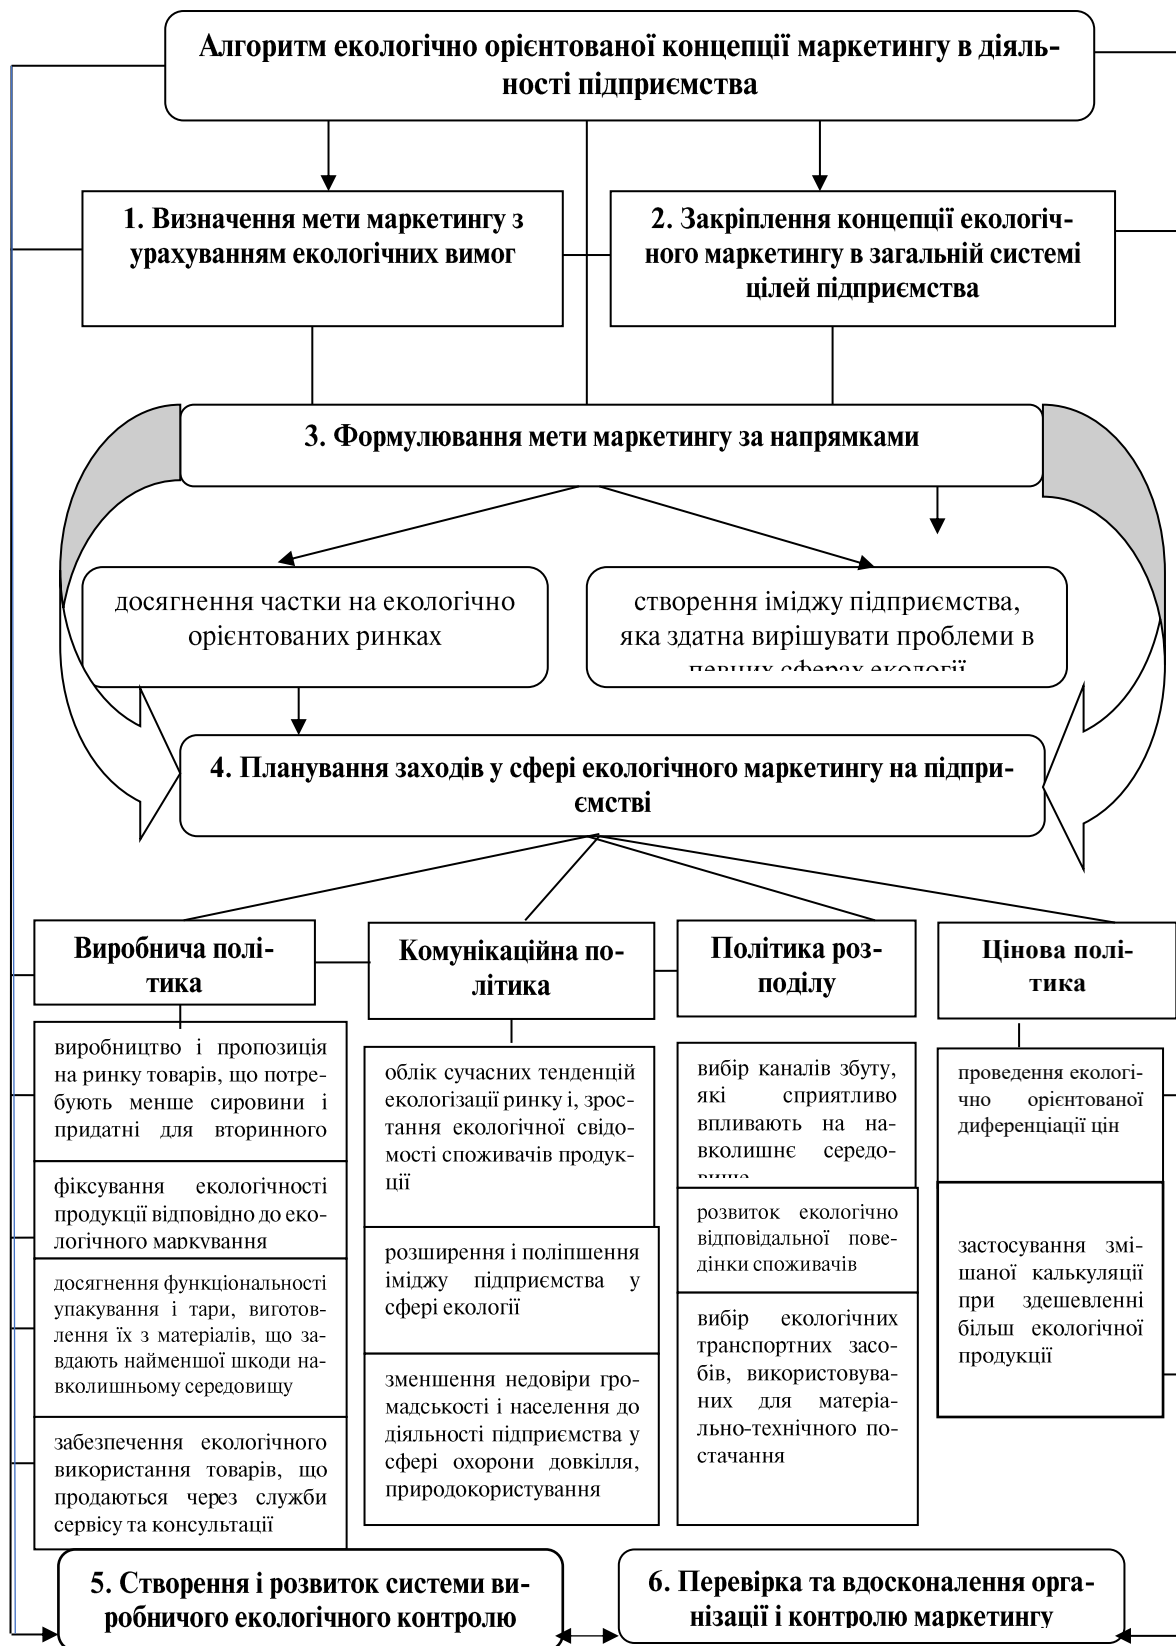 Алгоритм екологічно орієнтованої концепції маркетингу в діяль-
ності підприємства
1. Визначення мети маркетингу з
урахуванням екологічних вимог
2. Закріплення концепції екологіч-
ного маркетингу в загальній системі
цілей підприємства
3. Формулювання мети маркетингу за напрямками
досягнення частки на екологічно
орієнтованих ринках
створення іміджу підприємства,
яка здатна вирішувати проблеми в
певних сферах екології
4. Планування заходів у сфері екологічного маркетингу на підпри-
ємстві
Виробнича полі-
тика
виробництво і пропозиція
на ринку товарів, що потре-
бують менше сировини і
придатні для вторинного
фіксування екологічності
продукції відповідно до еко-
логічного маркування
досягнення функціональності
упакування і тари, виготов-
лення їх з матеріалів, що за-
вдають найменшої шкоди на-
вколишньому середовищу
забезпечення екологічного
використання товарів, що
продаються через служби
сервісу та консультації
Комунікаційна по-
літика
облік сучасних тенденцій
екологізації ринку і, зрос-
тання екологічної свідо-
мості споживачів продук-
ції
розширення і поліпшення
іміджу підприємства у
сфері екології
зменшення недовіри гро-
мадськості і населення до
діяльності підприємства у
сфері охорони довкілля,
природокористування
Політика роз-
поділу
вибір каналів збуту,
які сприятливо
впливають на на-
вколишнє середо-
вище
розвиток екологічно
відповідальної пове-
дінки споживачів
вибір екологічних
транспортних засо-
бів, використовува-
них для матеріа-
льно-технічного по-
стачання
Цінова полі-
тика
проведення екологі-
чно орієнтованої
диференціації цін
застосування змі-
шаної калькуляції
при здешевленні
більш екологічної
продукції
5. Створення і розвиток системи ви-
робничого екологічного контролю
6. Перевірка та вдосконалення орга-
нізації і контролю маркетингу